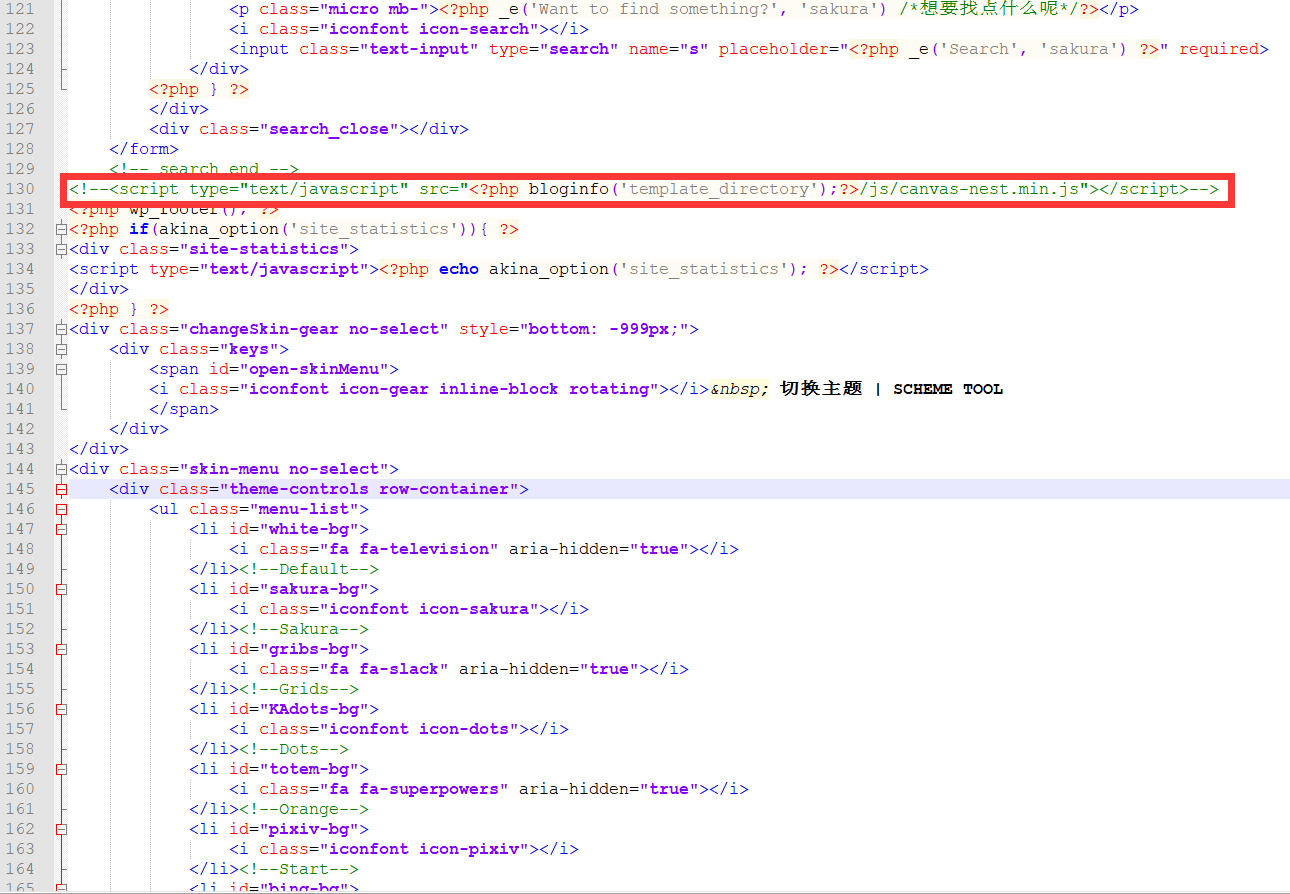 121 <p class="micro mb-"><?php _e('Want to find something?', 'sakura') /*想要找点什么呢*/?></p>
122 <i class="iconfont icon-search"></i>
123 <input class="text-input" type="search" name="s" placeholder="<?php _e('Search', 'sakura') ?>" required>
124 </div>
125 <?php } ?>
126 </div>
127 <div class="search_close"></div>
128 </form>
129 <!-- search end -->
130 <!--<script type="text/javascript" src="<?php bloginfo('template_directory');?>/js/canvas-nest.min.js"></script>-->
131 <?php wp_footer(); ?>
132 <?php if(akina_option('site_statistics')){ ?>
133 <div class="site-statistics">
134 <script type="text/javascript"><?php echo akina_option('site_statistics'); ?></script>
135 </div>
136 <?php } ?>
137 <div class="changeSkin-gear no-select" style="bottom: -999px;">
138 <div class="keys">
139 <span id="open-skinMenu">
140 <i class="iconfont icon-gear inline-block rotating"></i>&nbsp; 切换主题 | SCHEME TOOL
141 </span>
142 </div>
143 </div>
144 <div class="skin-menu no-select">
145 <div class="theme-controls row-container">
146 <ul class="menu-list">
147 <li id="white-bg">
148 <i class="fa fa-television" aria-hidden="true"></i>
149 </li><!--Default-->
150 <li id="sakura-bg">
151 <i class="iconfont icon-sakura"></i>
152 </li><!--Sakura-->
153 <li id="gribs-bg">
154 <i class="fa fa-slack" aria-hidden="true"></i>
155 </li><!--Grids-->
156 <li id="KAdots-bg">
157 <i class="iconfont icon-dots"></i>
158 </li><!--Dots-->
159 <li id="totem-bg">
160 <i class="fa fa-superpowers" aria-hidden="true"></i>
161 </li><!--Orange-->
162 <li id="pixiv-bg">
163 <i class="iconfont icon-pixiv"></i>
164 </li><!--Start-->
165 <li id="bing-bg">